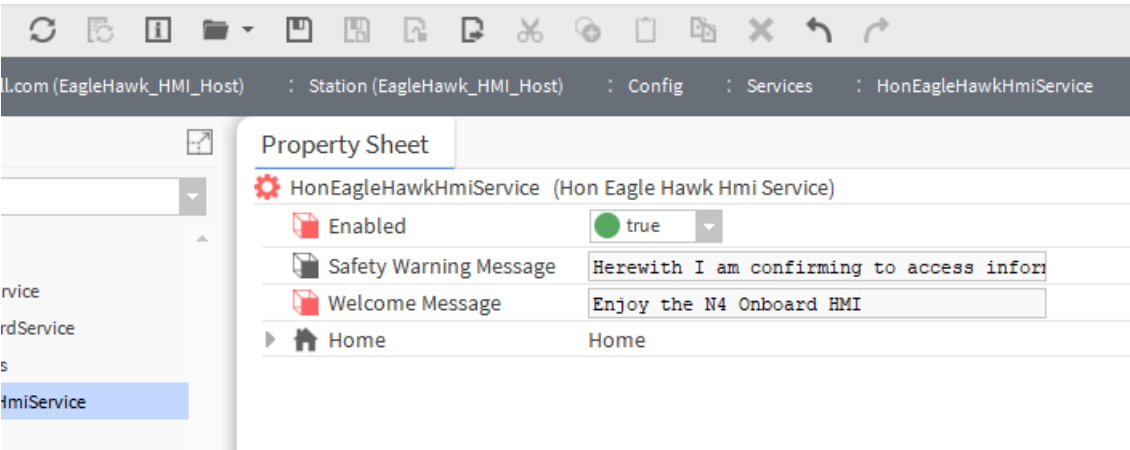 ll.com (EagleHawk_HMI_Host) : Station (EagleHawk_HMI_Host) : Config : Services : HonEagleHawkHmiService
Property Sheet
HonEagleHawkHmiService (Hon Eagle Hawk Hmi Service)
Enabled true
Safety Warning Message Herewith I am confirming to access infor
Welcome Message Enjoy the N4 Onboard HMI
Home Home
rvice
rdService
s
HmiService